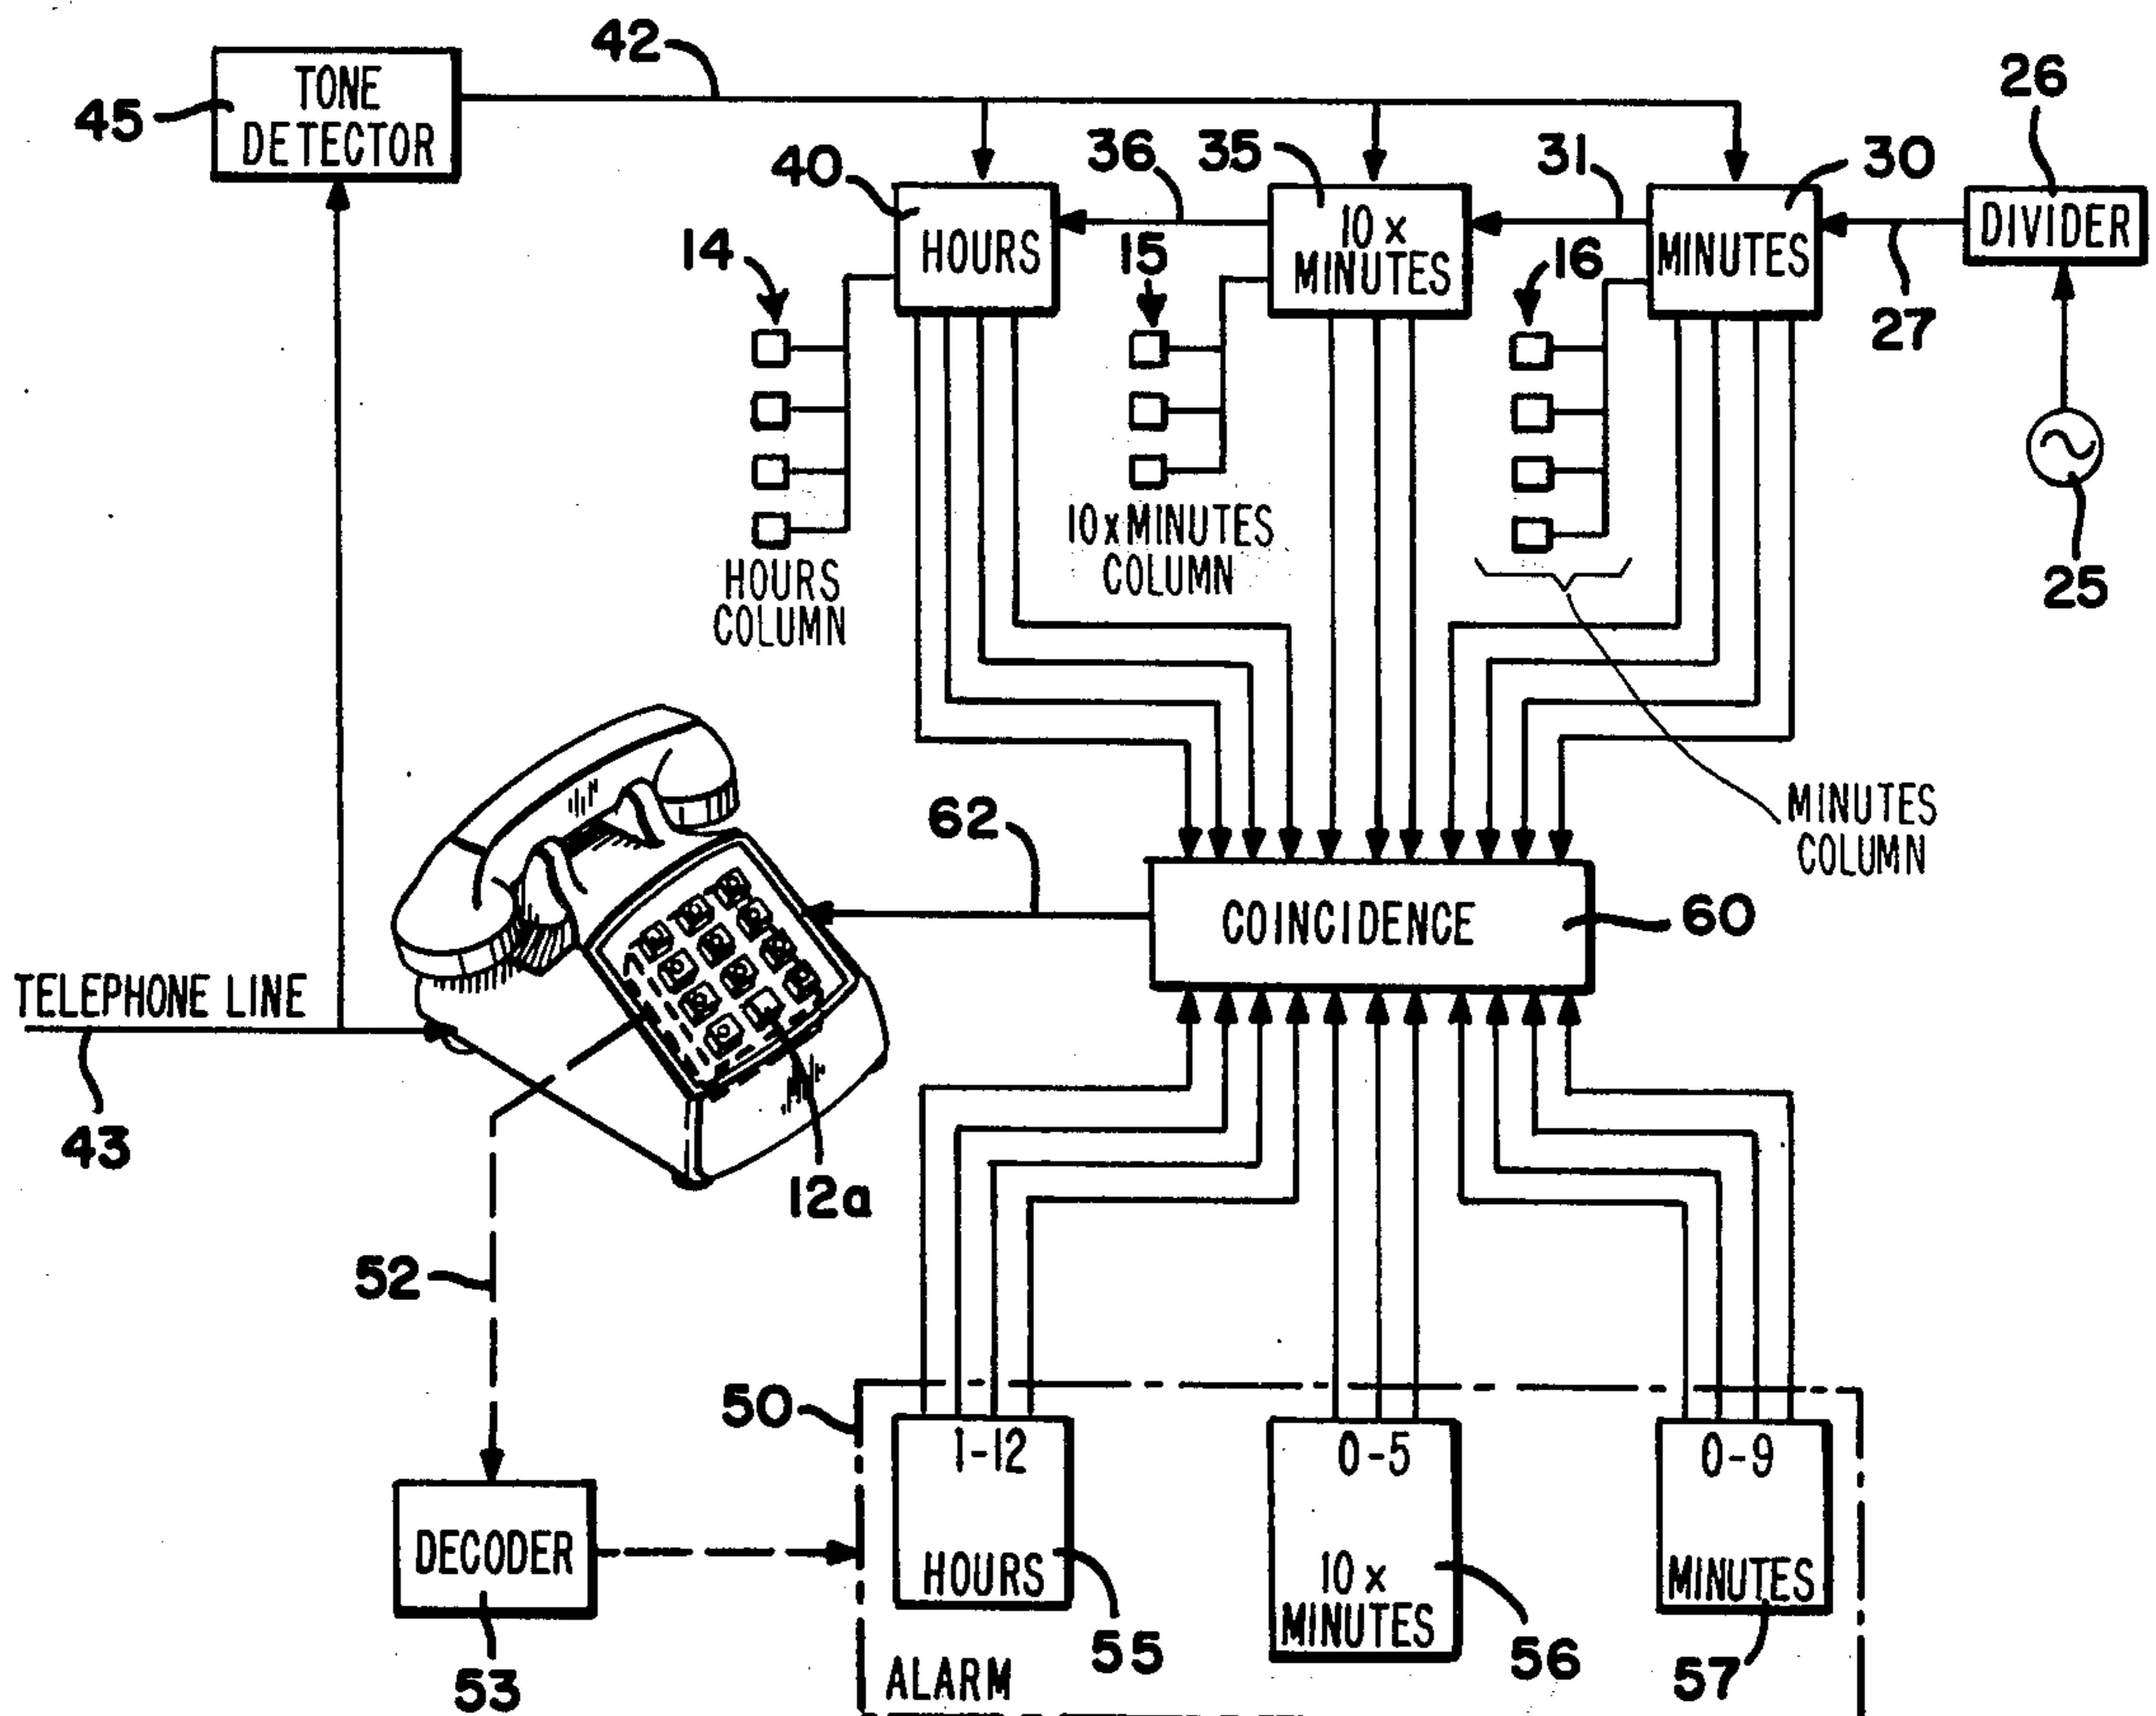 42
26
45
TONE
DETECTOR
36
35
31
30
40
HOURS
10 x
MINUTES
MINUTES
DIVIDER
14
15
16
27
25
10 x MINUTES
COLUMN
HOURS
COLUMN
MINUTES
COLUMN
62
COINCIDENCE
60
TELEPHONE LINE
43
12a
52
50
1-12
HOURS
0-5
10 x
MINUTES
0-9
MINUTES
DECODER
53
55
56
57
ALARM